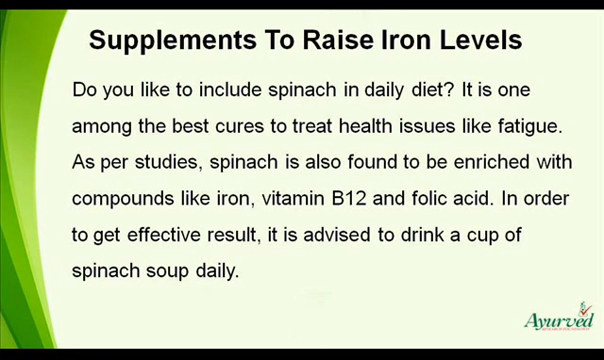 Supplements To Raise Iron Levels
Do you like to include spinach in daily diet? It is one
among the best cures to treat health issues like fatigue.
As per studies, spinach is also found to be enriched with
compounds like iron, vitamin B12 and folic acid. In order
to get effective result, it is advised to drink a cup of
spinach soup daily.
Ayurved